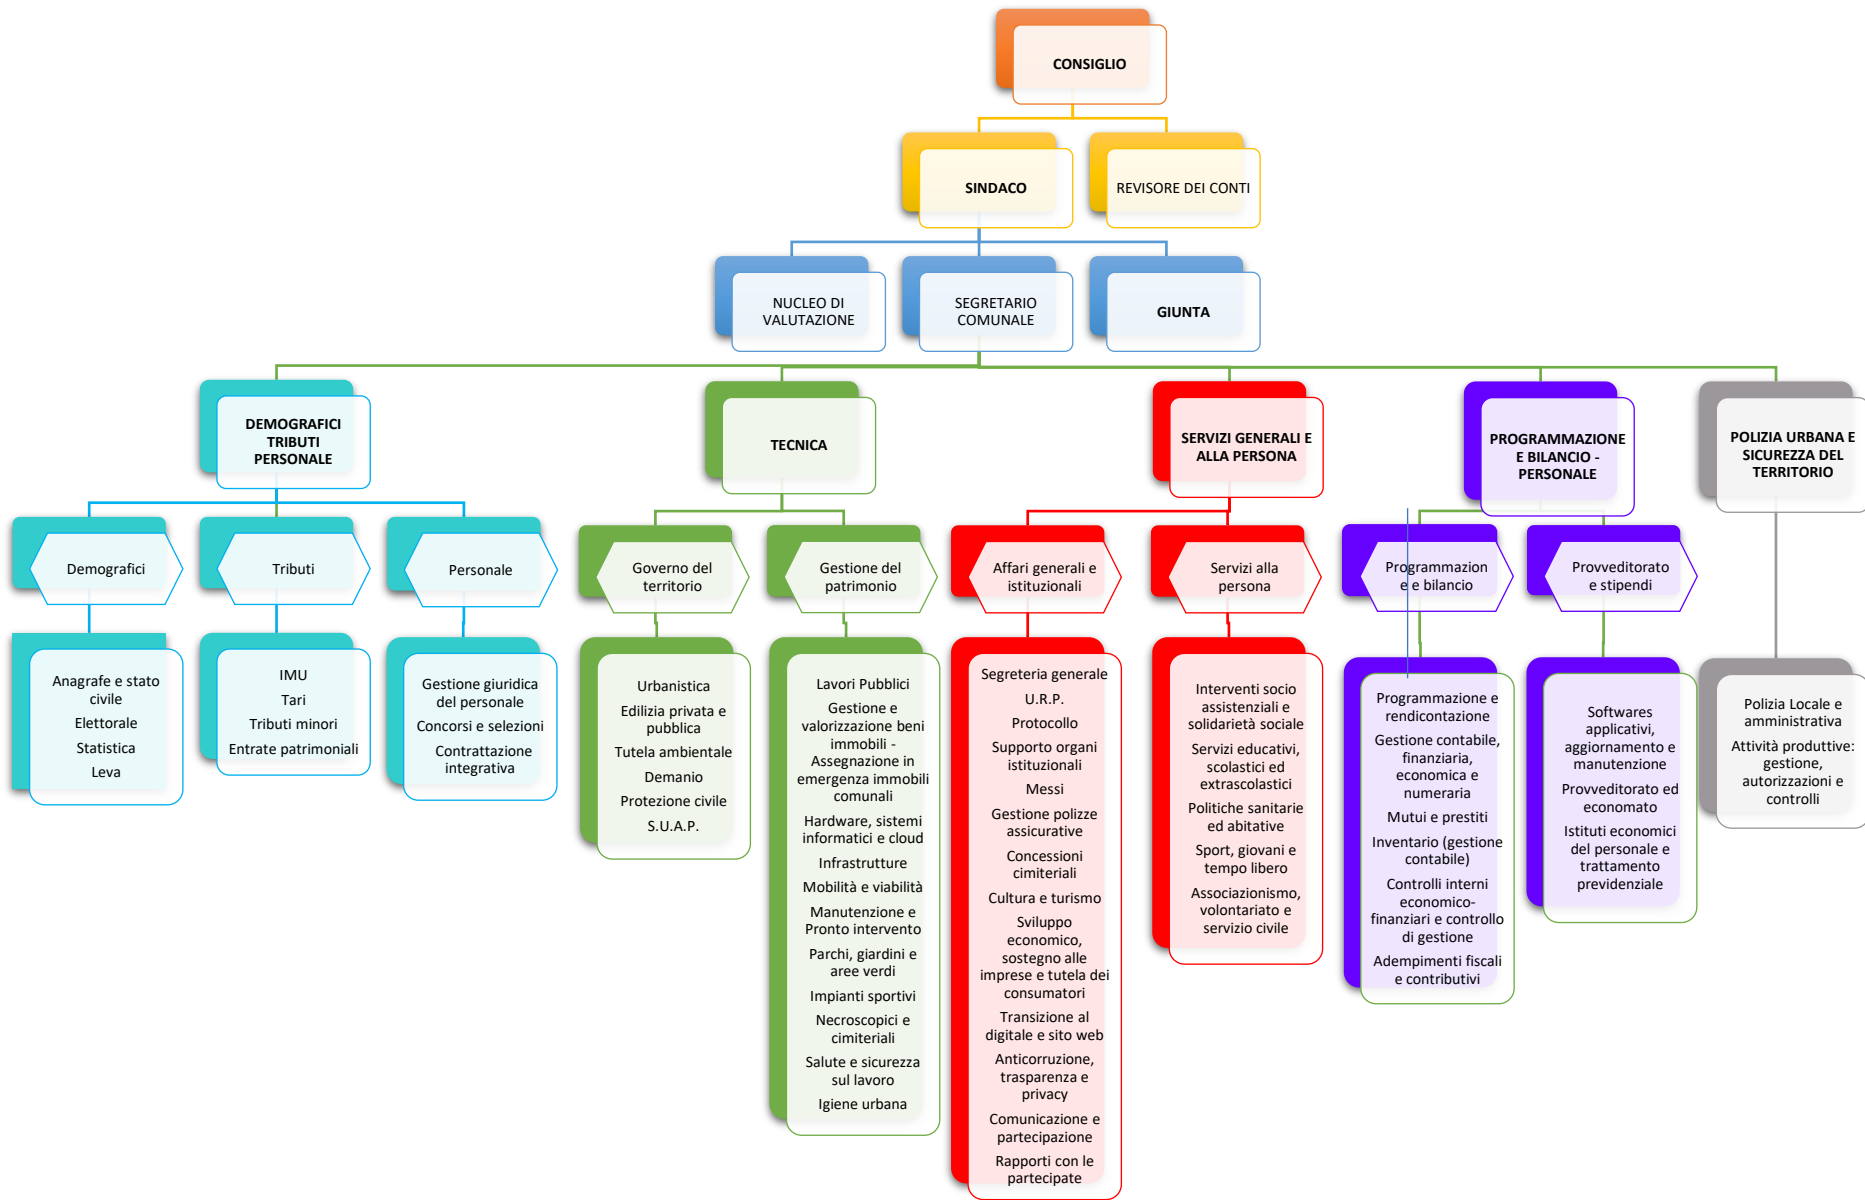 CONSIGLIO
SINDACO
REVISORE DEI CONTI
NUCLEO DI
VALUTAZIONE
SEGRETARIO
COMUNALE
GIUNTA
DEMOGRAFICI
TRIBUTI
PERSONALE
TECNICA
SERVIZI GENERALI E
ALLA PERSONA
PROGRAMMAZIONE
E BILANCIO -
PERSONALE
POLIZIA URBANA E
SICUREZZA DEL
TERRITORIO
Demografici
Tributi
Personale
Governo del
territorio
Gestione del
patrimonio
Affari generali e
istituzionali
Servizi alla
persona
Programmazion
e e bilancio
Provveditorato
e stipendi
Anagrafe e stato
civile
Elettorale
Statistica
Leva
IMU
Tari
Tributi minori
Entrate patrimoniali
Gestione giuridica
del personale
Concorsi e selezioni
Contrattazione
integrativa
Urbanistica
Edilizia privata e
pubblica
Tutela ambientale
Demanio
Protezione civile
S.U.A.P.
Lavori Pubblici
Gestione e
valorizzazione beni
immobili -
Assegnazione in
emergenza immobili
comunali
Hardware, sistemi
informatici e cloud
Infrastrutture
Mobilità e viabilità
Manutenzione e
Pronto intervento
Parchi, giardini e
aree verdi
Impianti sportivi
Necroscopici e
cimiteriali
Salute e sicurezza
sul lavoro
Igiene urbana
Segreteria generale
U.R.P.
Protocollo
Supporto organi
istituzionali
Messi
Gestione polizze
assicurative
Concessioni
cimiteriali
Cultura e turismo
Sviluppo
economico,
sostegno alle
imprese e tutela dei
consumatori
Transizione al
digitale e sito web
Anticorruzione,
trasparenza e
privacy
Comunicazione e
partecipazione
Rapporti con le
partecipate
Interventi socio
assistenziali e
solidarietà sociale
Servizi educativi,
scolastici ed
extrascolastici
Politiche sanitarie
ed abitative
Sport, giovani e
tempo libero
Associazionismo,
volontariato e
servizio civile
Programmazione e
rendicontazione
Gestione contabile,
finanziaria,
economica e
numeraria
Mutui e prestiti
Inventario (gestione
contabile)
Controlli interni
economico-
finanziari e controllo
di gestione
Adempimenti fiscali
e contributivi
Softwares
applicativi,
aggiornamento e
manutenzione
Provveditorato ed
economato
Istituti economici
del personale e
trattamento
previdenziale
Polizia Locale e
amministrativa
Attività produttive:
gestione,
autorizzazioni e
controlli